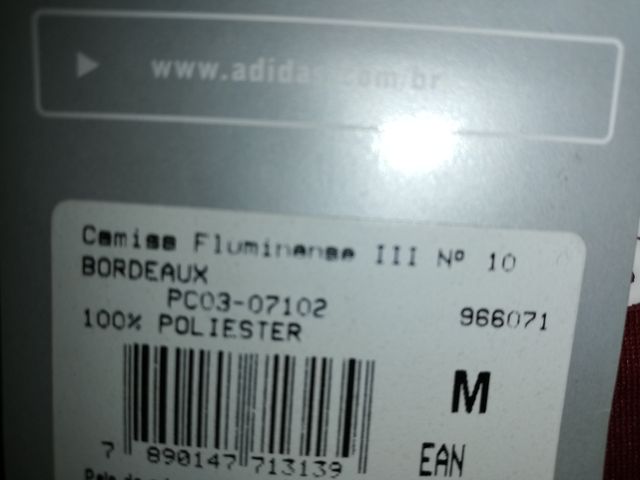 www.adidas.com/br
Camisa Fluminense III Nº 10
BORDEAUX
PC03-07102
100% POLIESTER
966071
M
7 890147 713139
EAN